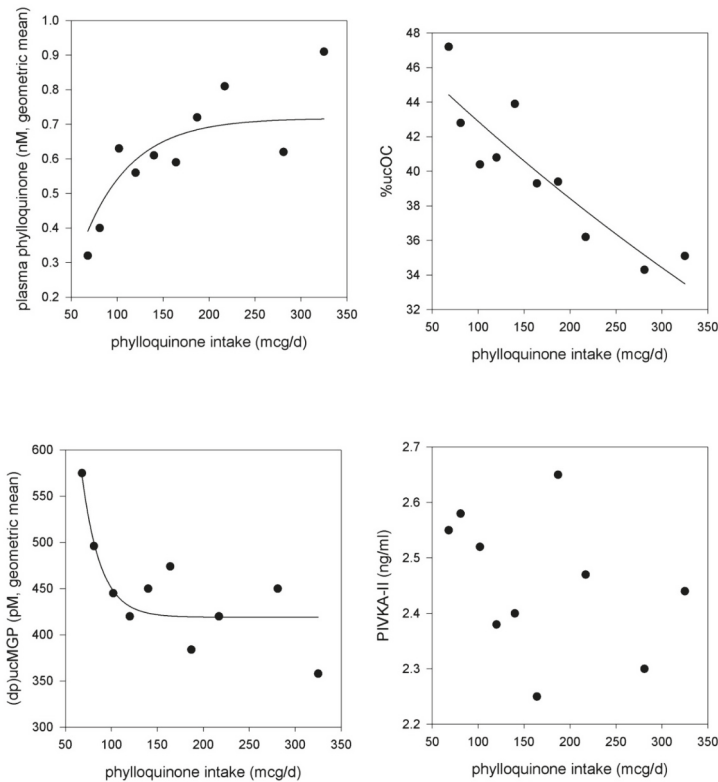 plasma phylloquinone (nM, geometric mean)
1.0
0.9
0.8
0.7
0.6
0.5
0.4
0.3
0.2
50 100 150 200 250 300 350
phylloquinone intake (mcg/d)
%ucOC
48
46
44
42
40
38
36
34
32
50 100 150 200 250 300 350
phylloquinone intake (mcg/d)
(dp)ucMGP (pM, geometric mean)
600
550
500
450
400
350
300
50 100 150 200 250 300 350
phylloquinone intake (mcg/d)
PIVKA-II (ng/ml)
2.7
2.6
2.5
2.4
2.3
2.2
50 100 150 200 250 300 350
phylloquinone intake (mcg/d)